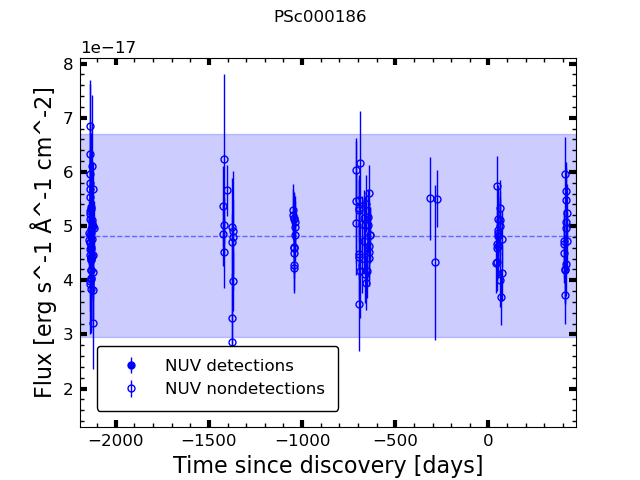 PSc000186
1e−17
8
7
6
5
4
3
2
Flux [erg s^-1 Å^-1 cm^-2]
NUV detections
NUV nondetections
−2000 −1500 −1000 −500 0
Time since discovery [days]